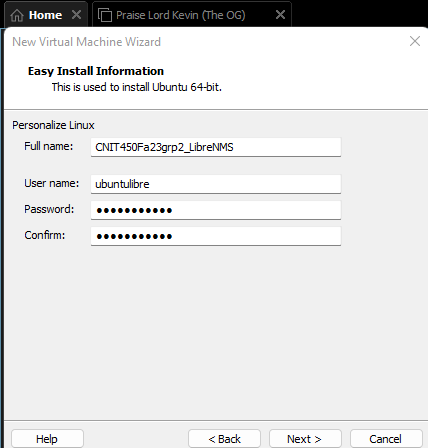 Home
Praise Lord Kevin (The OG)
New Virtual Machine Wizard
Easy Install Information
This is used to install Ubuntu 64-bit.
Personalize Linux
Full name: CNIT450Fa23grp2_LibreNMS
User name: ubuntulibre
Password: ●●●●●●●●●●●
Confirm: ●●●●●●●●●●●
Help < Back Next > Cancel